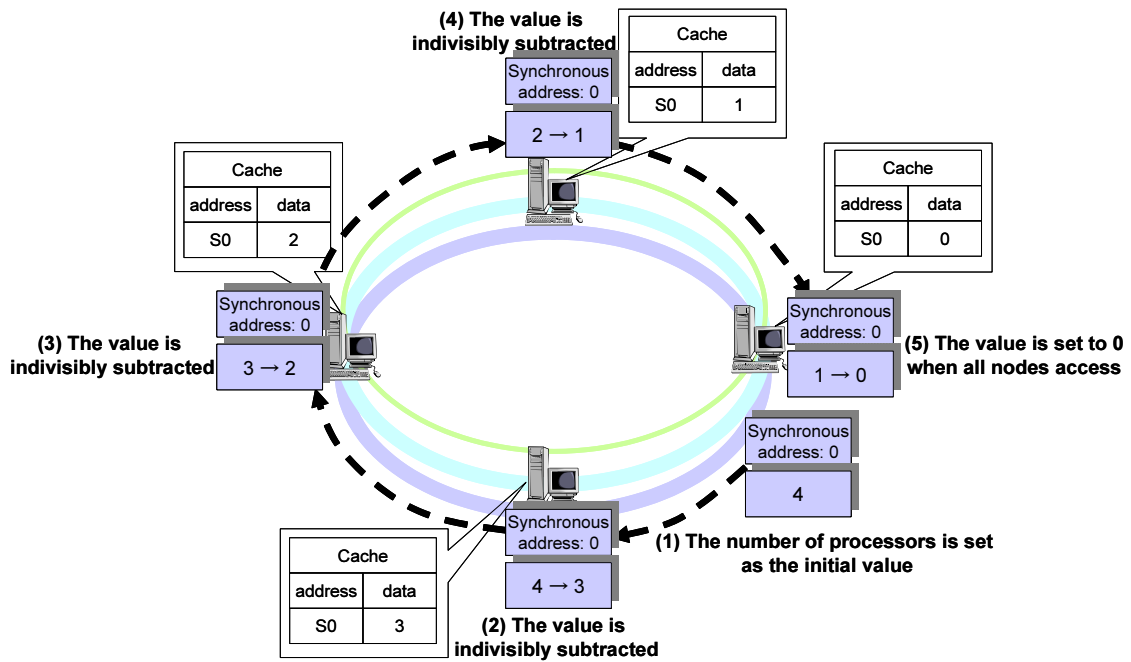 (4) The value is
indivisibly subtracted
Synchronous
address: 0
2 → 1
Cache
address data
S0 1
Cache
address data
S0 2
Synchronous
address: 0
3 → 2
(3) The value is
indivisibly subtracted
Cache
address data
S0 0
Synchronous
address: 0
1 → 0
(5) The value is set to 0
when all nodes access
Synchronous
address: 0
4
(1) The number of processors is set
as the initial value
Synchronous
address: 0
4 → 3
(2) The value is
indivisibly subtracted
Cache
address data
S0 3